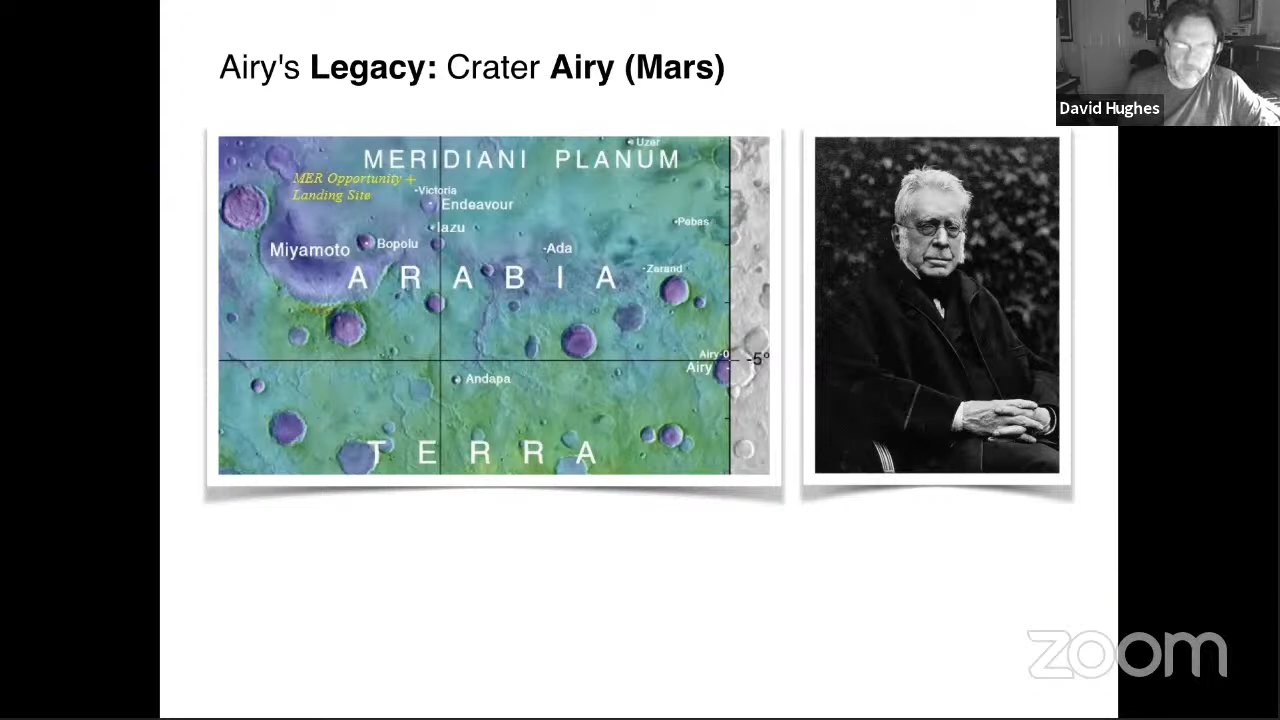 Airy's Legacy: Crater Airy (Mars)
David Hughes
Uzer
MERIDIANI PLANUM
MER Opportunity +
Landing Site
Victoria
Endeavour
Pebas
Iazu
Miyamoto
Bopolu
Ada
ARABIA
Zarand
Airy-0
-5°
Airy
Andapa
TERRA
zoom